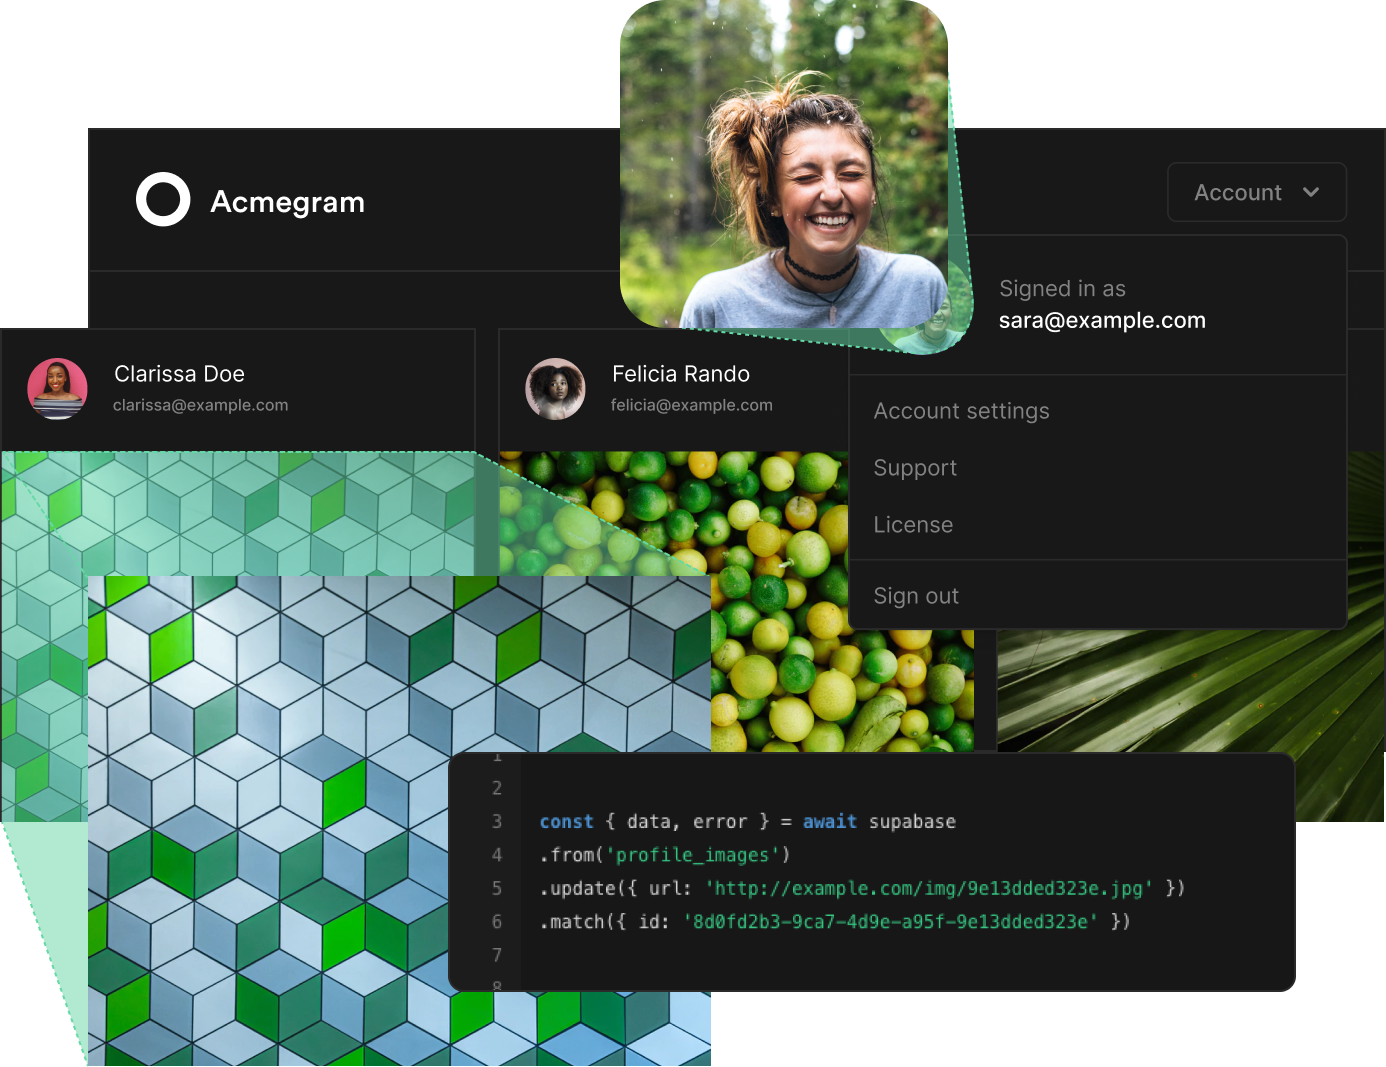 Acmegram
Account
Signed in as
sara@example.com
Clarissa Doe
clarissa@example.com
Felicia Rando
felicia@example.com
Account settings
Support
License
Sign out
1
2
3 const { data, error } = await supabase
4 .from('profile_images')
5 .update({ url: 'http://example.com/img/9e13dded323e.jpg' })
6 .match({ id: '8d0fd2b3-9ca7-4d9e-a95f-9e13dded323e' })
7
8